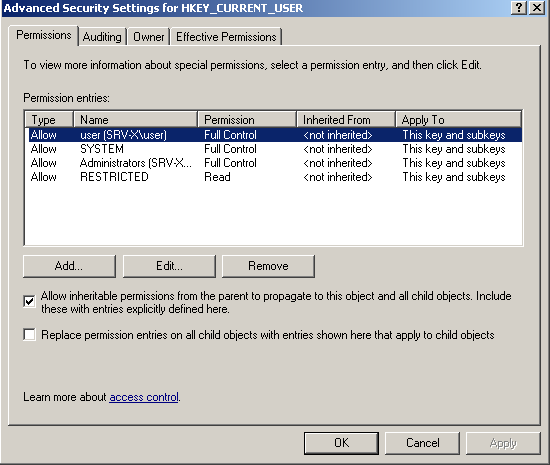 Advanced Security Settings for HKEY_CURRENT_USER
Permissions Auditing Owner Effective Permissions
To view more information about special permissions, select a permission entry, and then click Edit.
Permission entries:
Type Name Permission Inherited From Apply To
Allow user (SRV-X\user) Full Control <not inherited> This key and subkeys
Allow SYSTEM Full Control <not inherited> This key and subkeys
Allow Administrators (SRV-X... Full Control <not inherited> This key and subkeys
Allow RESTRICTED Read <not inherited> This key and subkeys
Add... Edit... Remove
Allow inheritable permissions from the parent to propagate to this object and all child objects. Include
these with entries explicitly defined here.
Replace permission entries on all child objects with entries shown here that apply to child objects
Learn more about access control.
OK Cancel Apply